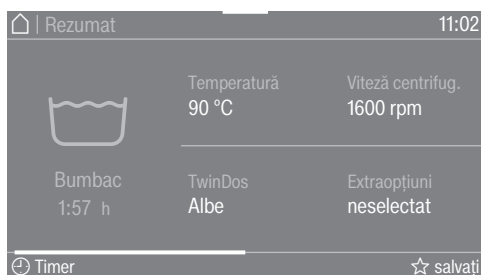 | Rezumat 11:02
Temperatură Viteză centrifug.
90 °C 1600 rpm
Bumbac TwinDos Extraopțiuni
1:57 h Albe neselectat
Timer salvați